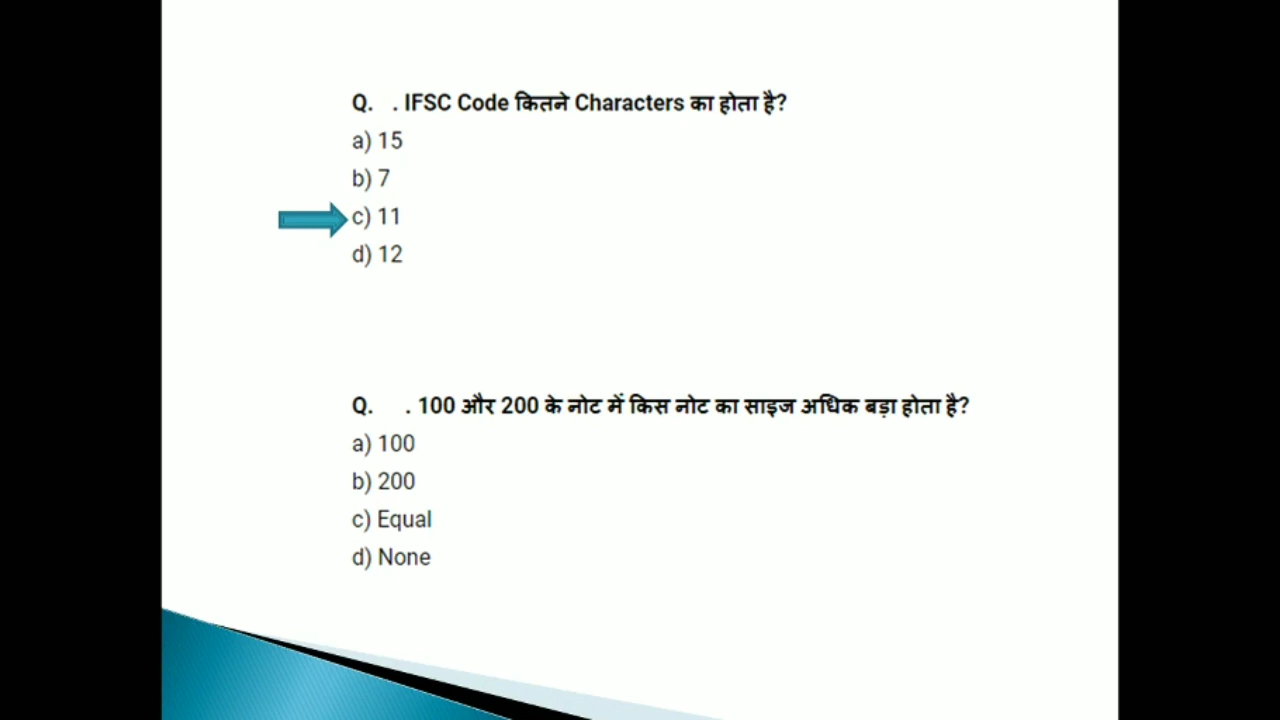 Q. . IFSC Code कितने Characters का होता है?
a) 15
b) 7
c) 11
d) 12
Q. . 100 और 200 के नोट में किस नोट का साइज अधिक बड़ा होता है?
a) 100
b) 200
c) Equal
d) None